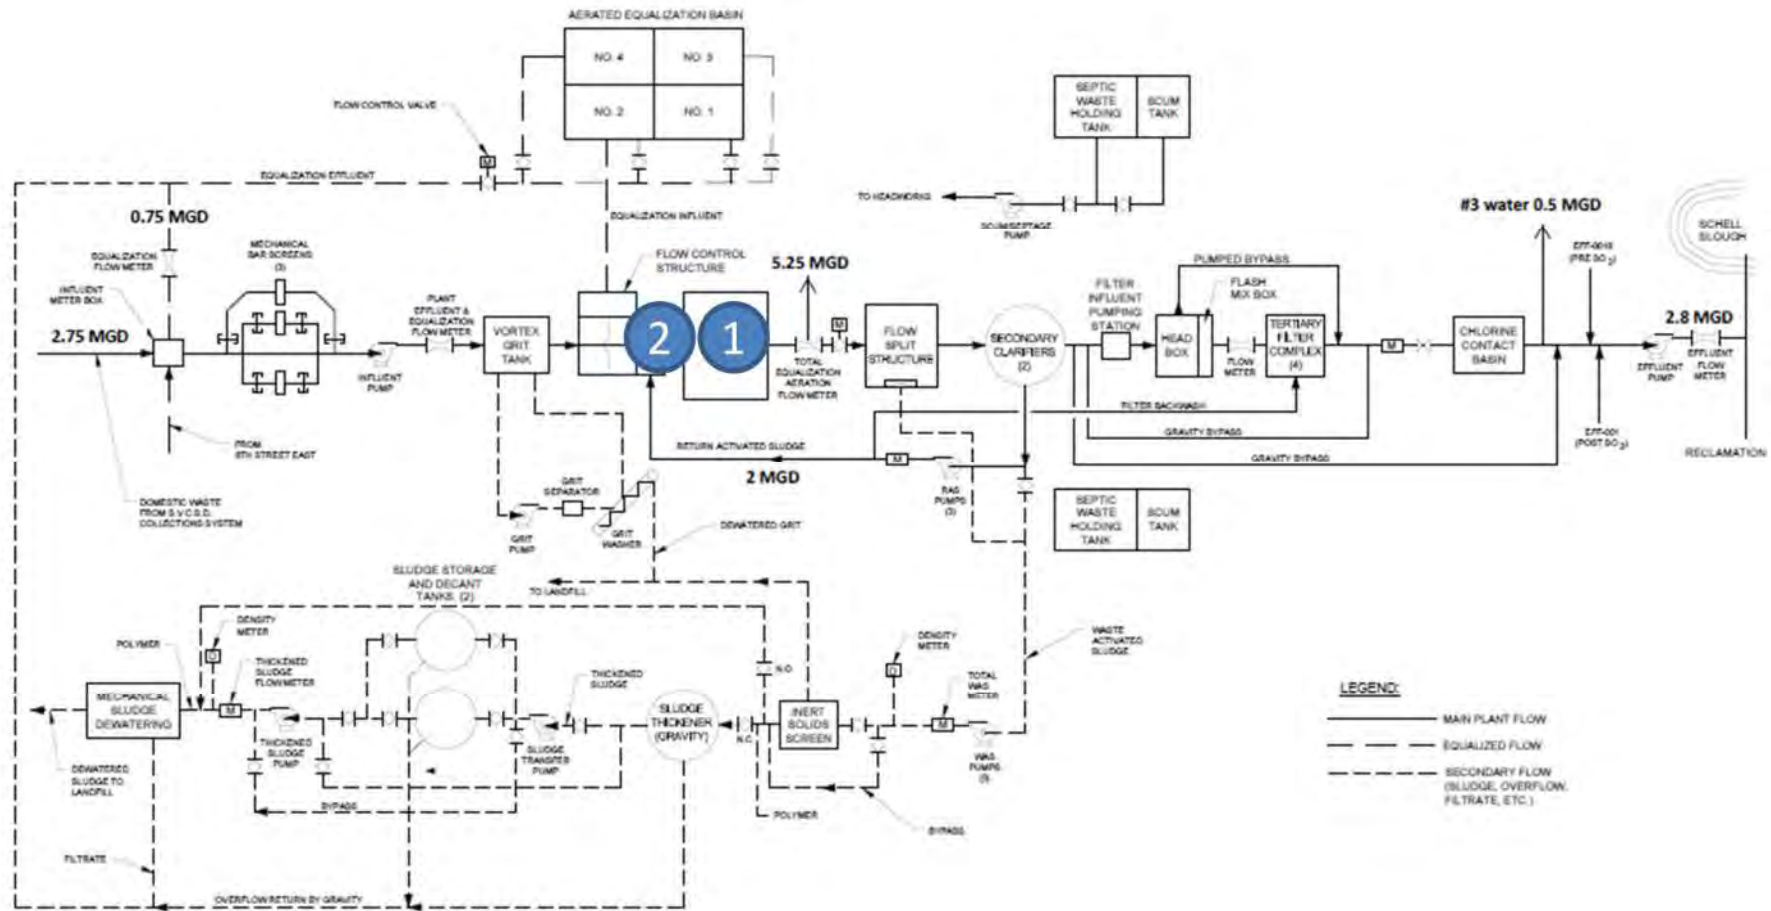 AERATED EQUALIZATION BASIN
NO. 4
NO. 3
NO. 2
NO. 1
FLOW CONTROL VALVE
M
SEPTIC
WASTE
HOLDING
TANK
SCUM
TANK
EQUALIZATION EFFLUENT
TO HEADWORKS
SCUM/SEPTAGE
PUMP
#3 water 0.5 MGD
SCHELL
SLOUGH
0.75 MGD
EQUALIZATION INFLUENT
MECHANICAL
BAR SCREENS
(3)
EQUALIZATION
FLOW METER
FLOW CONTROL
STRUCTURE
5.25 MGD
PUMPED BYPASS
(PRE SO2)
INFLUENT
METER BOX
PLANT
EFFLUENT &
EQUALIZATION
FLOW METER
FILTER
INFLUENT
PUMPING
STATION
FLASH
MIX BOX
2.75 MGD
VORTEX
GRIT
TANK
2
1
M
FLOW
SPLIT
STRUCTURE
SECONDARY
CLARIFIERS
(2)
HEAD
BOX
FLOW
METER
TERTIARY
FILTER
COMPLEX
(4)
M
CHLORINE
CONTACT
BASIN
2.8 MGD
INFLUENT
PUMP
TOTAL
EQUALIZATION
AERATION
FLOW METER
EFFLUENT
PUMP
EFFLUENT
FLOW
METER
FILTER BACKWASH
FROM
8TH STREET EAST
RETURN ACTIVATED SLUDGE
GRAVITY BYPASS
EFF-001
(POST SO2)
RECLAMATION
M
GRAVITY BYPASS
2 MGD
RAS
PUMPS
(3)
GRIT
SEPARATOR
DOMESTIC WASTE
FROM S.V.C.S.D.
COLLECTIONS SYSTEM
GRIT
PUMP
GRIT
WASHER
DEWATERED GRIT
SEPTIC
WASTE
HOLDING
TANK
SCUM
TANK
SLUDGE STORAGE
AND DECANT
TANKS (2)
TO LANDFILL
DENSITY
METER
POLYMER
D
THICKENED
SLUDGE
FLOWMETER
DENSITY
METER
WASTE
ACTIVATED
SLUDGE
N.O.
THICKENED
SLUDGE
D
TOTAL
WAS
METER
MECHANICAL
SLUDGE
DEWATERING
M
SLUDGE
THICKENER
(GRAVITY)
INERT
SOLIDS
SCREEN
M
N.C.
THICKENED
SLUDGE
PUMP
SLUDGE
TRANSFER
PUMP
WAS
PUMPS
DEWATERED
SLUDGE TO
LANDFILL
BYPASS
POLYMER
BYPASS
FILTRATE
OVERFLOW RETURN BY GRAVITY
LEGEND:
MAIN PLANT FLOW
EQUALIZED FLOW
SECONDARY FLOW
(SLUDGE, OVERFLOW,
FILTRATE, ETC.)